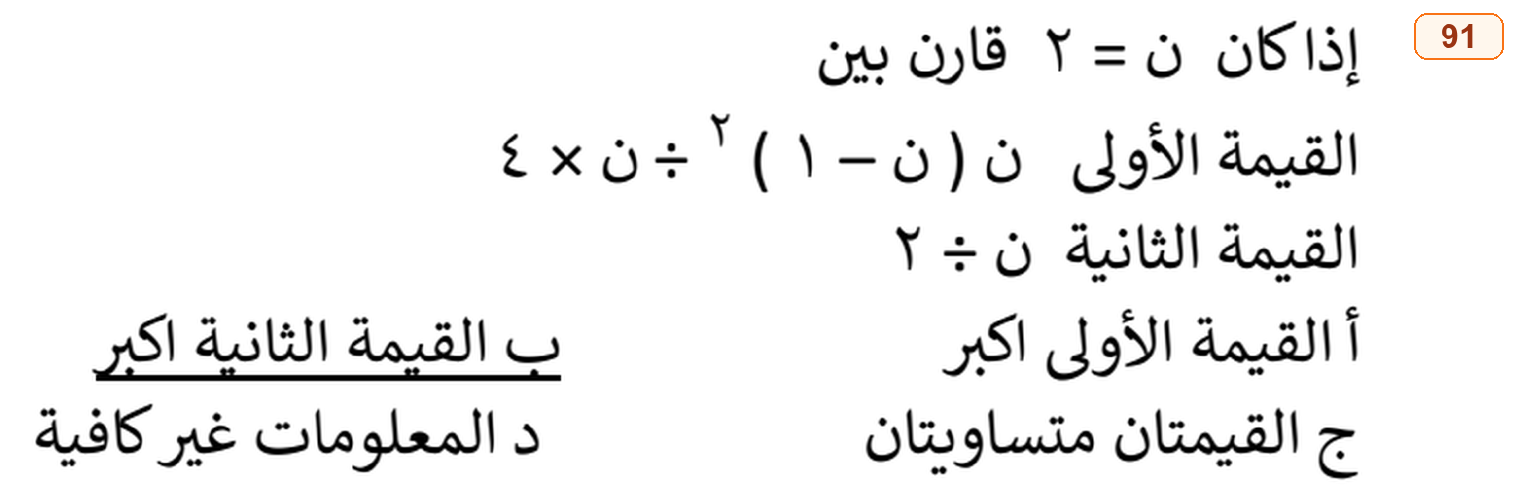 91
إذا كان ن = ٢ قارن بين
القيمة الأولى ن ( ن − ١ )٢ ÷ ن × ٤
القيمة الثانية ن ÷ ٢
أ القيمة الأولى اكبر ب القيمة الثانية اكبر
ج القيمتان متساويتان د المعلومات غير كافية